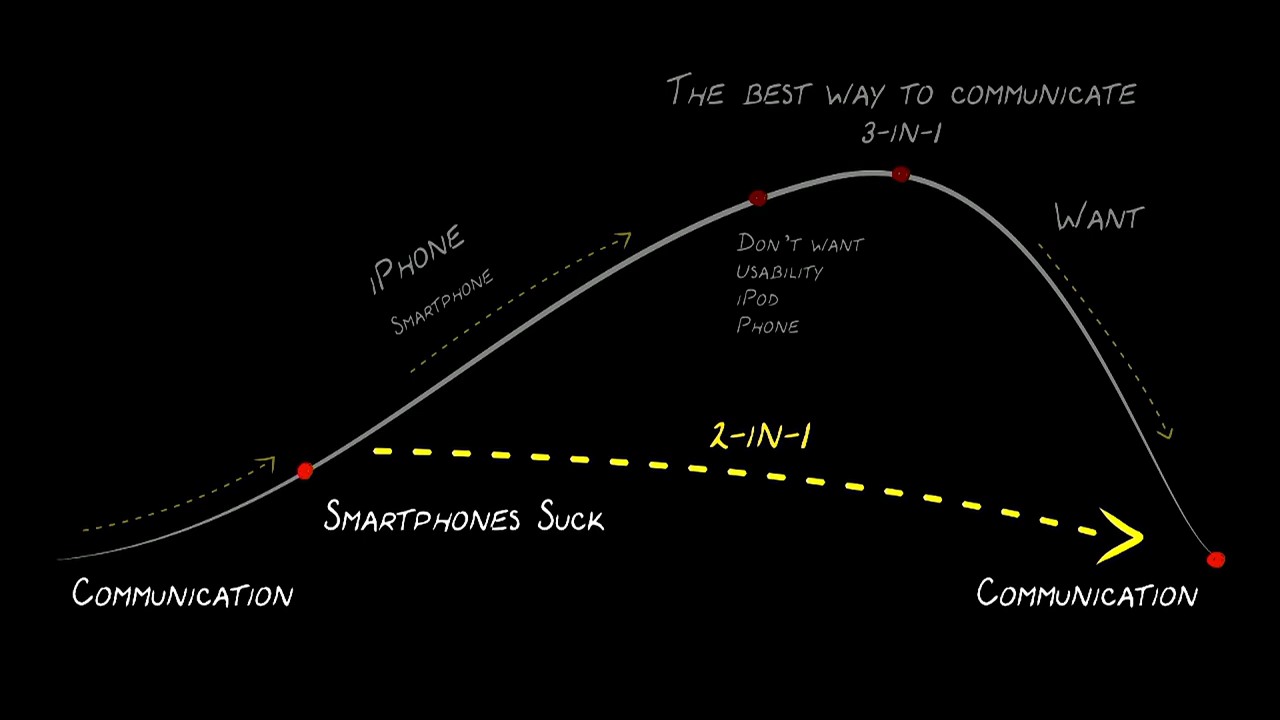 THE BEST WAY TO COMMUNICATE
3-IN-1
WANT
iPHONE
SMARTPHONE
DON'T WANT
USABILITY
iPOD
PHONE
2-IN-1
SMARTPHONES SUCK
COMMUNICATION
COMMUNICATION